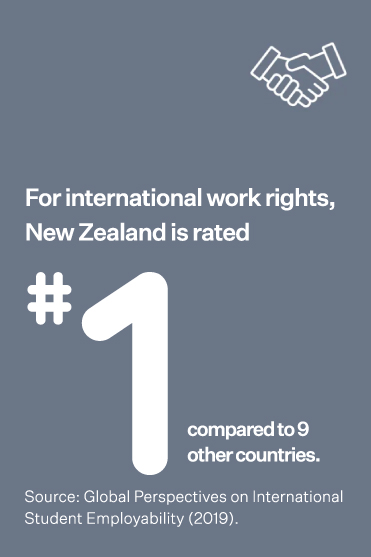 For international work rights,
New Zealand is rated
#1
compared to 9
other countries.
Source: Global Perspectives on International
Student Employability (2019).